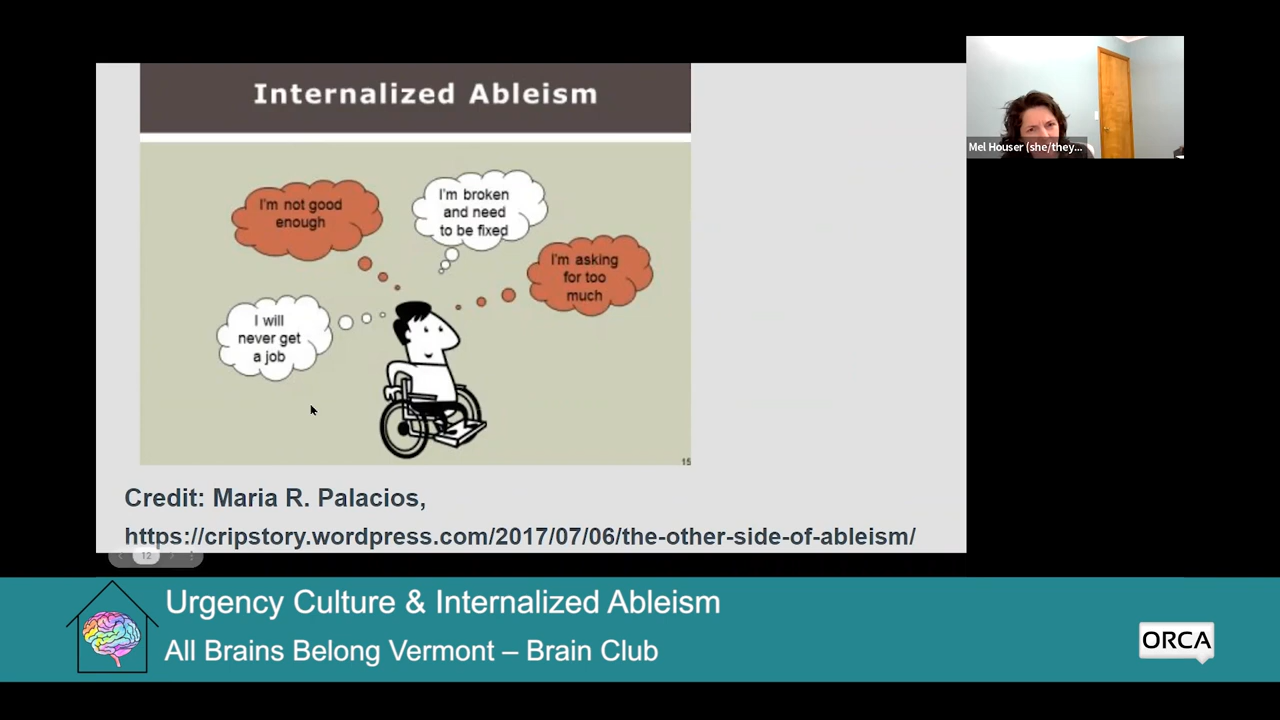 Internalized Ableism
I'm not good
enough
I'm broken
and need
to be fixed
I'm asking
for too
much
I will
never get
a job
15
Credit: Maria R. Palacios,
https://cripstory.wordpress.com/2017/07/06/the-other-side-of-ableism/
12
Mel Houser (she/they...
Urgency Culture & Internalized Ableism
All Brains Belong Vermont – Brain Club
ORCA